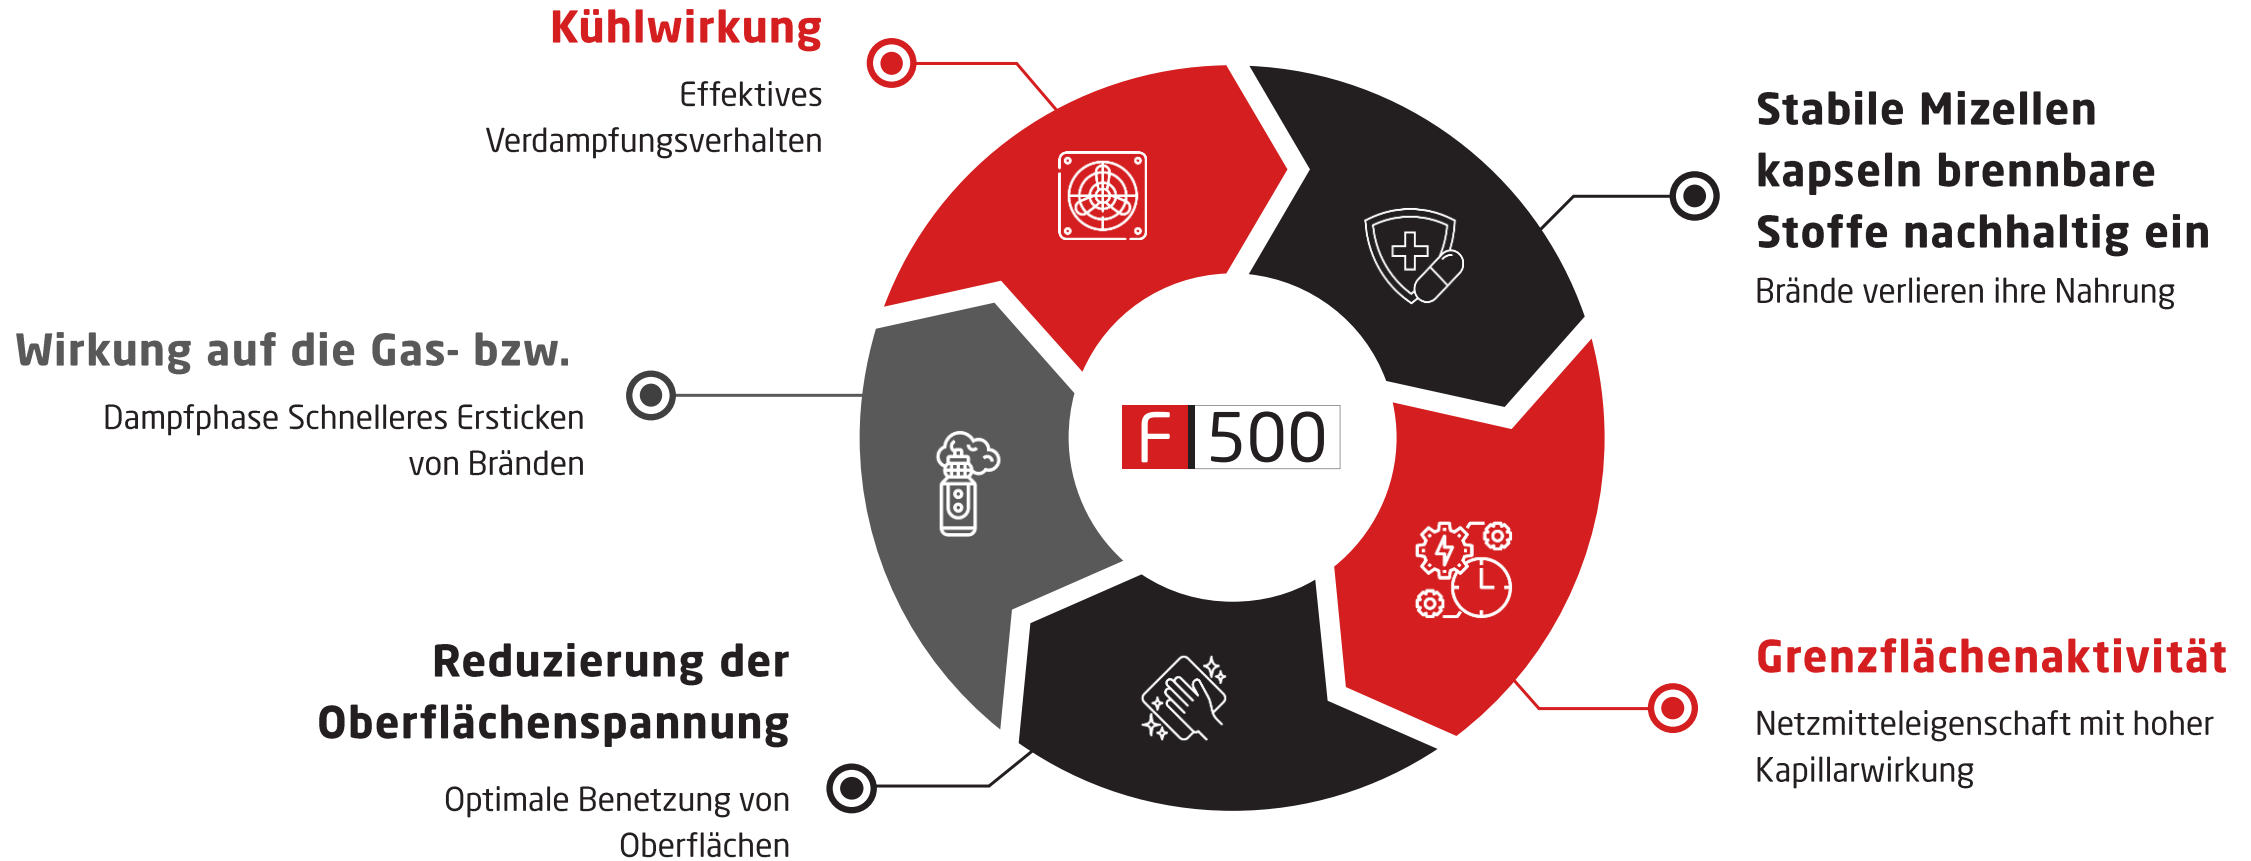 Kühlwirkung
Effektives
Verdampfungsverhalten
Stabile Mizellen
kapseln brennbare
Stoffe nachhaltig ein
Brände verlieren ihre Nahrung
Wirkung auf die Gas- bzw.
Dampfphase Schnelleres Ersticken
von Bränden
F 500
Reduzierung der
Oberflächenspannung
Optimale Benetzung von
Oberflächen
Grenzflächenaktivität
Netzmitteleigenschaft mit hoher
Kapillarwirkung